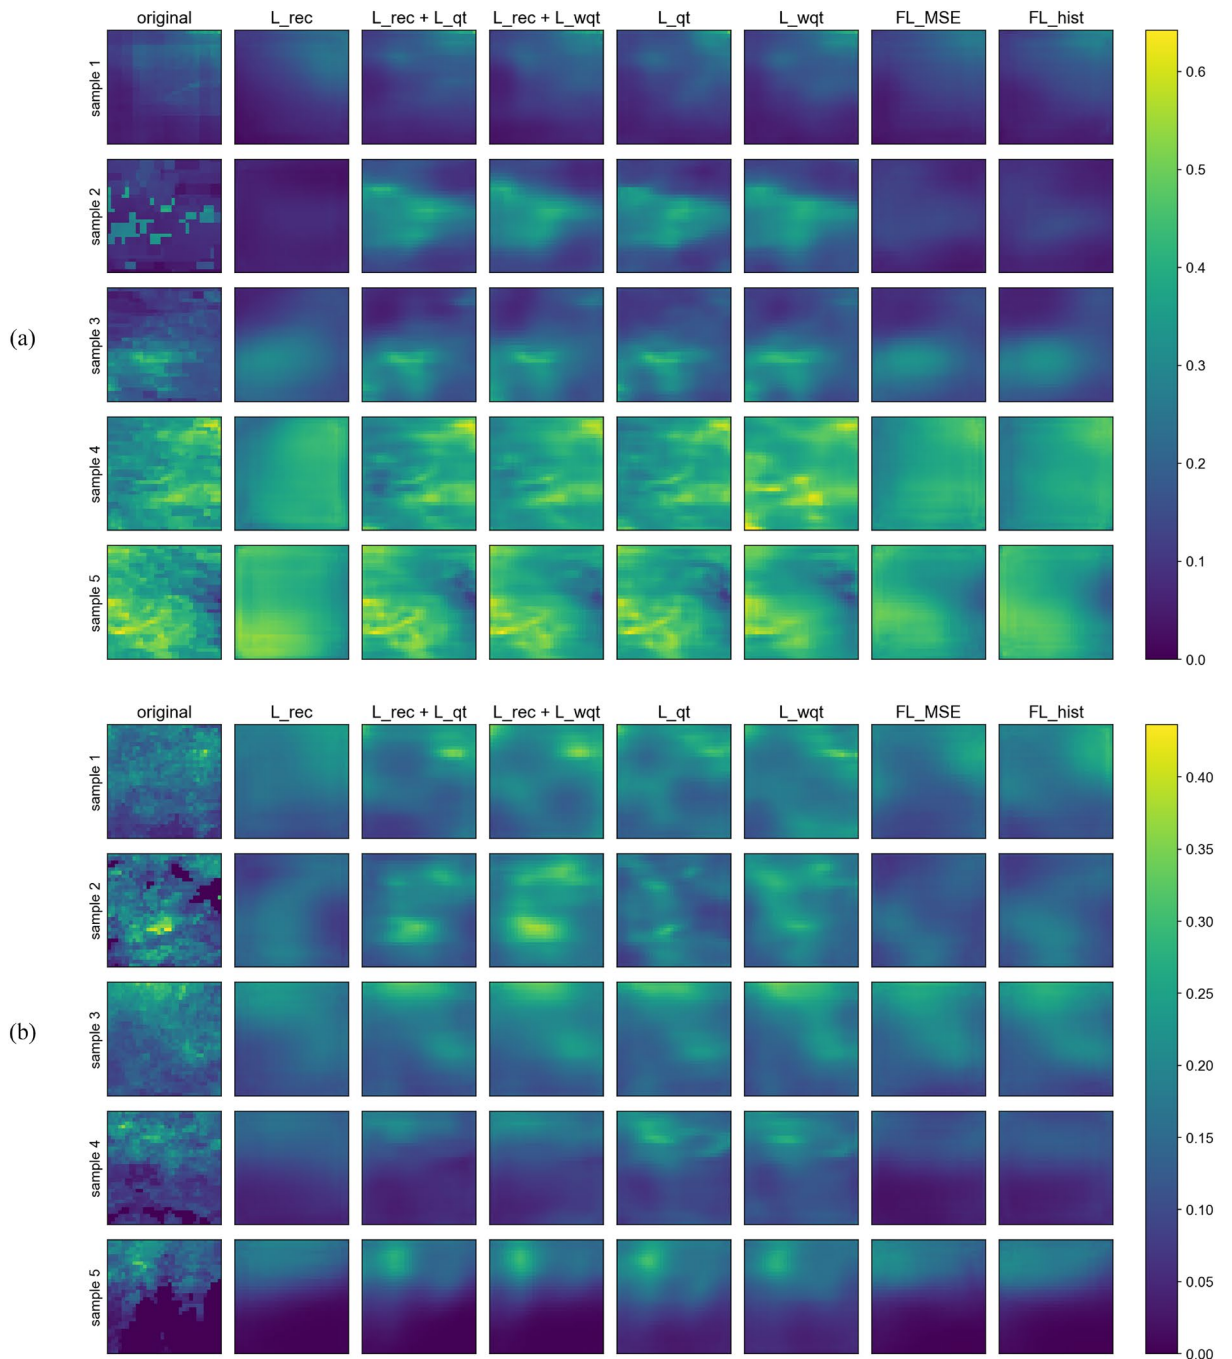 original L_rec L_rec + L_qt L_rec + L_wqt L_qt L_wqt FL_MSE FL_hist
sample 1
sample 2
sample 3
sample 4
sample 5
(a)
0.6
0.5
0.4
0.3
0.2
0.1
0.0
original L_rec L_rec + L_qt L_rec + L_wqt L_qt L_wqt FL_MSE FL_hist
sample 1
sample 2
sample 3
sample 4
sample 5
(b)
0.40
0.35
0.30
0.25
0.20
0.15
0.10
0.05
0.00